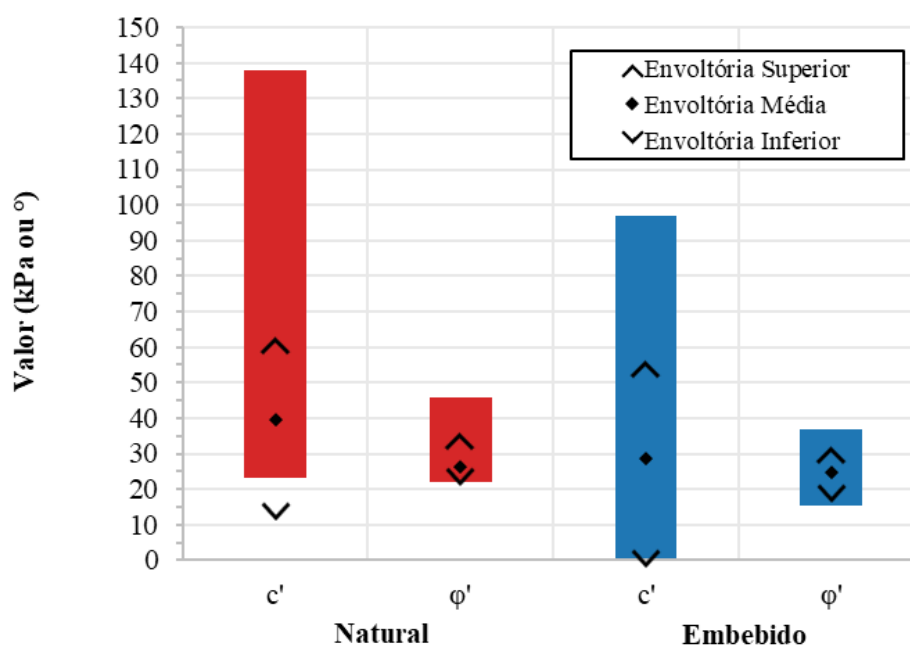 Valor (kPa ou °)
150
140
130
120
110
100
90
80
70
60
50
40
30
20
10
0
Envoltória Superior
Envoltória Média
Envoltória Inferior
c' φ' c' φ'
Natural Embebido